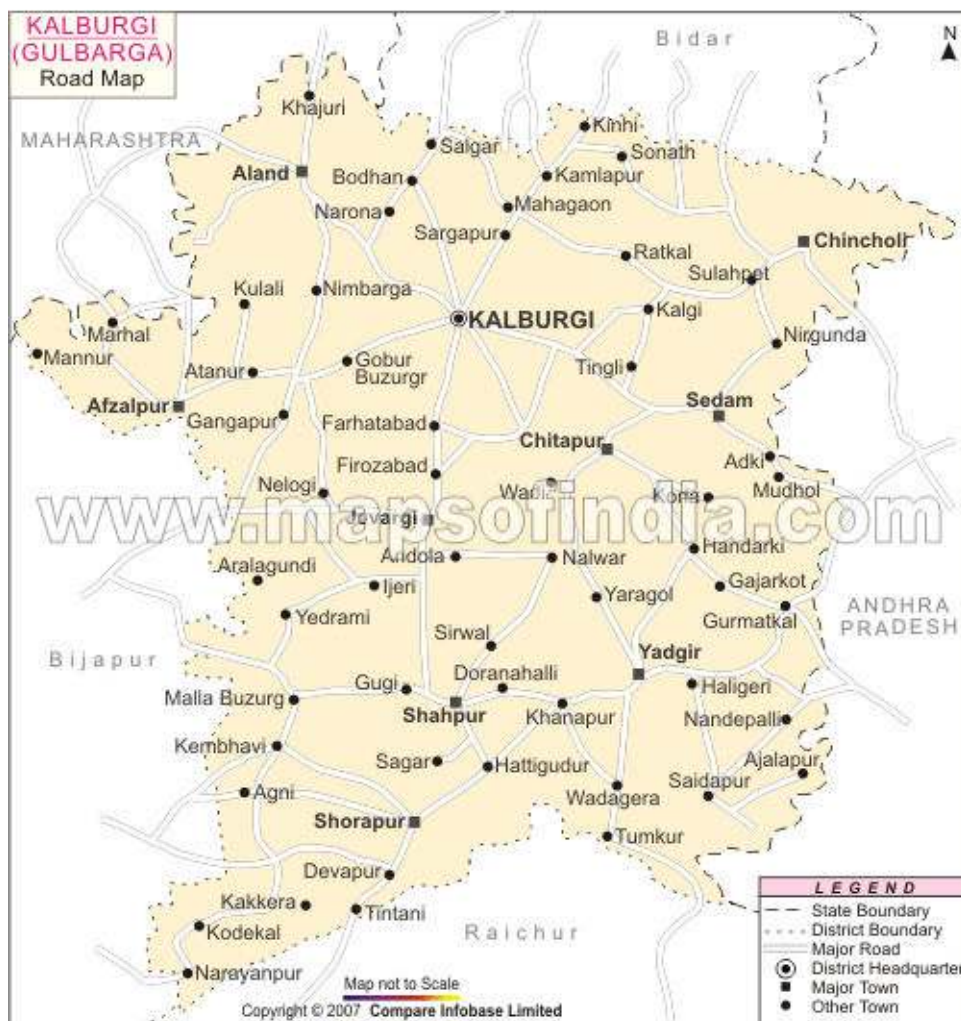 KALBURGI
(GULBARGA)
Road Map
Bidar
N
Khajuri
MAHARASHTRA
Kinhi
Salgar
Sonath
Aland
Bodhan
Kamlapur
Narona
Mahagaon
Sargapur
Chincholi
Ratkal
Sulahpet
Kulali
Nimbarga
Kalgi
KALBURGI
Marhal
Nirgunda
Mannur
Gobur
Buzurgr
Atanur
Tingli
Afzalpur
Gangapur
Sedam
Farhatabad
Chitapur
Firozabad
Adki
Nelogi
Wadia
Mudhol
Korra
www.mapsofindia.com
Jevargi
Andola
Nalwar
Handarki
Aralagundi
Ijeri
Gajarkot
Yaragol
Yedrami
Gurmatkal
ANDHRA
PRADESH
Sirwal
Bijapur
Yadgir
Doranahalli
Gugi
Haligeri
Malla Buzurg
Shahpur
Khanapur
Nandepalli
Kembhavi
Sagar
Hattigudur
Ajalapur
Agni
Wadagera
Saidapur
Shorapur
Tumkur
Devapur
Kakkera
Tintani
Kodekal
Raichur
Narayanpur
Map not to Scale
Copyright © 2007 Compare Infobase Limited
LEGEND
State Boundary
District Boundary
Major Road
District Headquarter
Major Town
Other Town